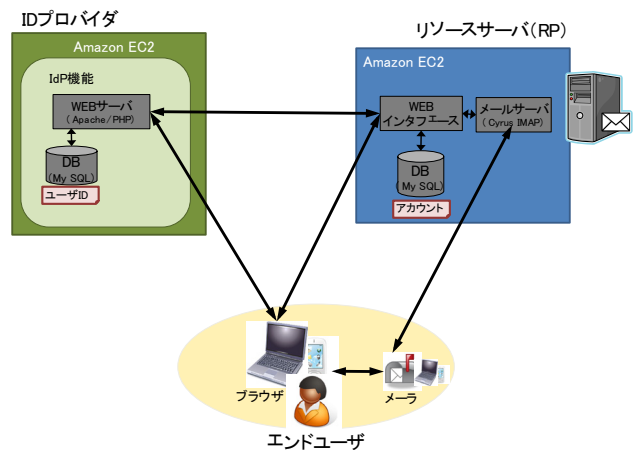 IDプロバイダ
リソースサーバ(RP)
Amazon EC2
IdP機能
WEBサーバ
(Apache/PHP)
DB
(My SQL)
ユーザID
Amazon EC2
WEB
インタフェース
メールサーバ
(Cyrus IMAP)
DB
(My SQL)
アカウント
ブラウザ
メーラ
エンドユーザ